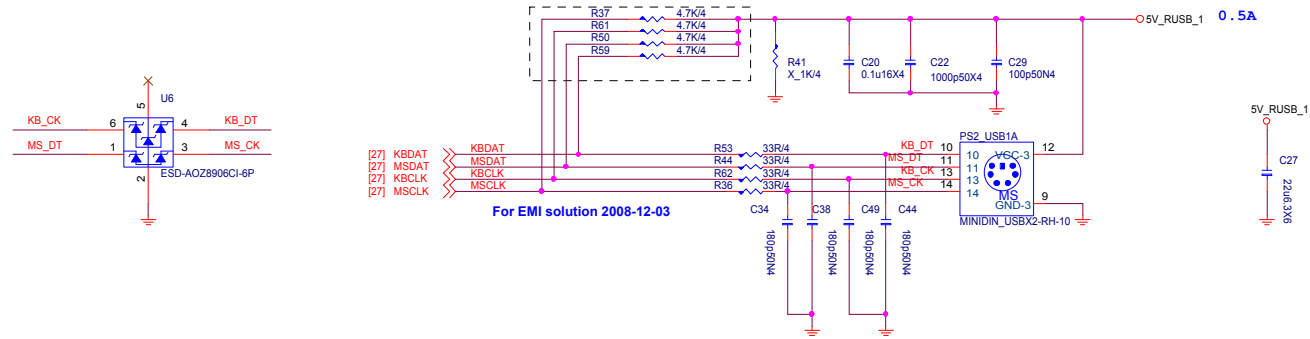 R37 4.7K/4
R61 4.7K/4
R50 4.7K/4
R59 4.7K/4
5V_RUSB_1 0.5A
R41
X_1K/4
C20
0.1u16X4
C22
1000p50X4
C29
100p50N4
U6
5
KB_CK 6 4 KB_DT
MS_DT 1 3 MS_CK
2
ESD-AOZ8906CI-6P
5V_RUSB_1
C27
22u6.3X6
PS2_USB1A
[27] KBDAT KBDAT R53 33R/4 KB_DT 10 10 VCC-3 12
[27] MSDAT MSDAT R44 33R/4 MS_DT 11 11
[27] KBCLK KBCLK R62 33R/4 KB_CK 13 13
[27] MSCLK MSCLK R36 33R/4 MS_CK 14 14
MS
GND-3 9
MINIDIN_USBX2-RH-10
For EMI solution 2008-12-03
C34 C38 C49 C44
180p50N4 180p50N4 180p50N4 180p50N4